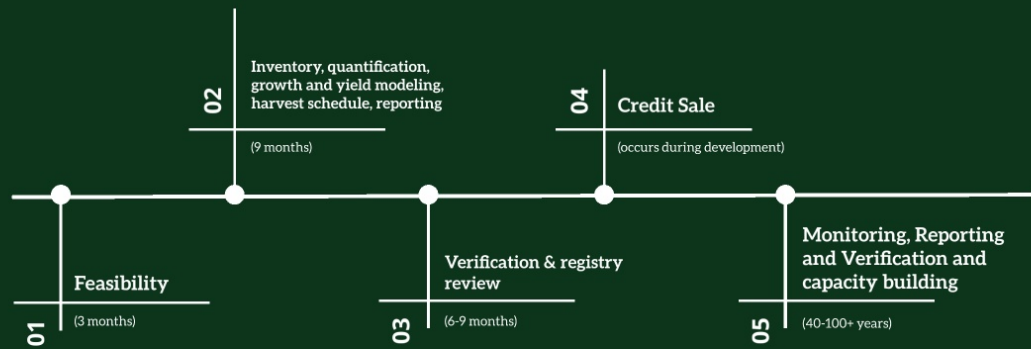 01
Feasibility
(3 months)
02
Inventory, quantification,
growth and yield modeling,
harvest schedule, reporting
(9 months)
03
Verification & registry
review
(6-9 months)
04
Credit Sale
(occurs during development)
05
Monitoring, Reporting
and Verification and
capacity building
(40-100+ years)